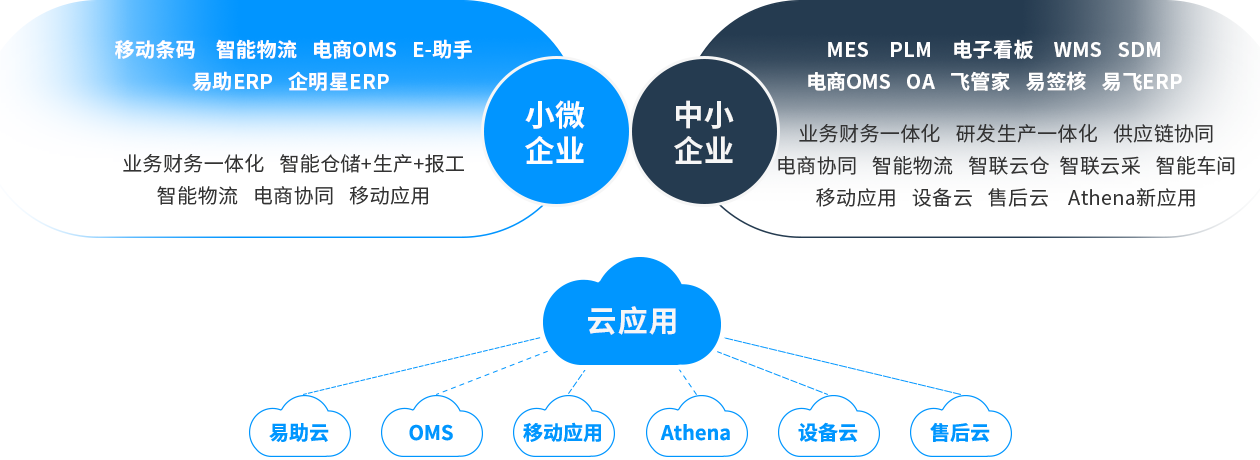 移动条码 智能物流 电商OMS E-助手
易助ERP 企明星ERP
业务财务一体化 智能仓储+生产+报工
智能物流 电商协同 移动应用
小微
企业
中小
企业
MES PLM 电子看板 WMS SDM
电商OMS OA 飞管家 易签核 易飞ERP
业务财务一体化 研发生产一体化 供应链协同
电商协同 智能物流 智联云仓 智联云采 智能车间
移动应用 设备云 售后云 Athena新应用
云应用
易助云 OMS 移动应用 Athena 设备云 售后云